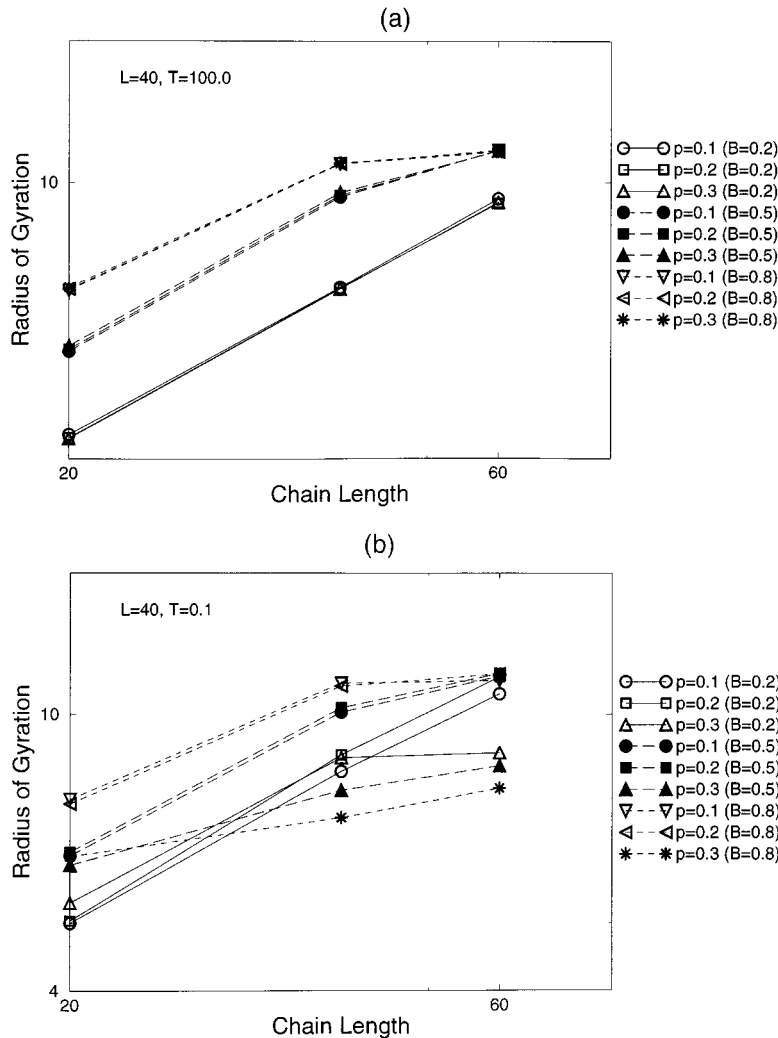 (a)
L=40, T=100.0
Radius of Gyration
10
20
60
Chain Length
p=0.1 (B=0.2)
p=0.2 (B=0.2)
p=0.3 (B=0.2)
p=0.1 (B=0.5)
p=0.2 (B=0.5)
p=0.3 (B=0.5)
p=0.1 (B=0.8)
p=0.2 (B=0.8)
p=0.3 (B=0.8)
(b)
L=40, T=0.1
Radius of Gyration
10
4
20
60
Chain Length
p=0.1 (B=0.2)
p=0.2 (B=0.2)
p=0.3 (B=0.2)
p=0.1 (B=0.5)
p=0.2 (B=0.5)
p=0.3 (B=0.5)
p=0.1 (B=0.8)
p=0.2 (B=0.8)
p=0.3 (B=0.8)